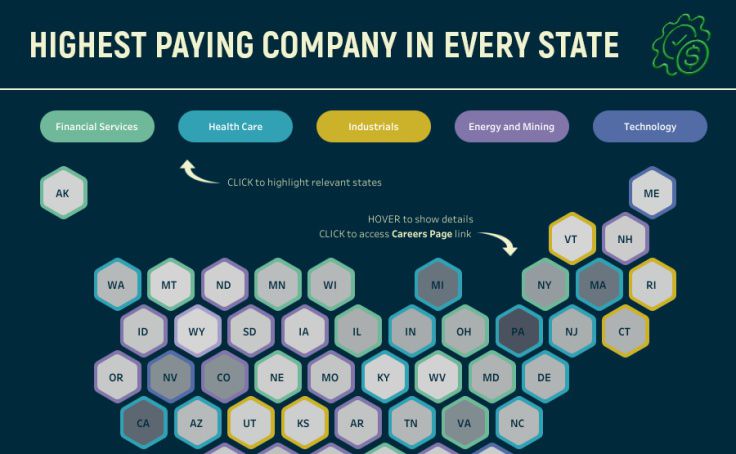 HIGHEST PAYING COMPANY IN EVERY STATE
$
Financial Services
Health Care
Industrials
Energy and Mining
Technology
CLICK to highlight relevant states
HOVER to show details
CLICK to access Careers Page link
AK
ME
VT
NH
WA
MT
ND
MN
WI
MI
NY
MA
RI
ID
WY
SD
IA
IL
IN
OH
PA
NJ
CT
OR
NV
CO
NE
MO
KY
WV
MD
DE
CA
AZ
UT
KS
AR
TN
VA
NC